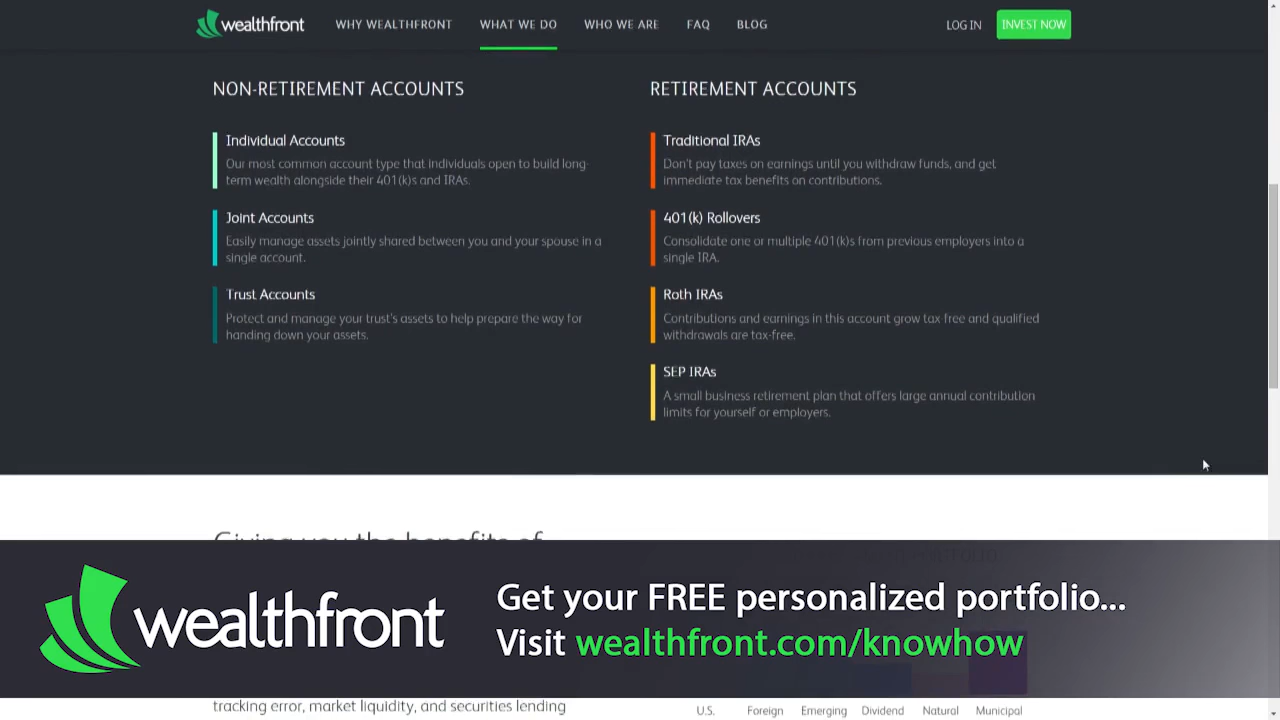 wealthfront
WHY WEALTHFRONT
WHAT WE DO
WHO WE ARE
FAQ
BLOG
LOG IN
INVEST NOW
NON-RETIREMENT ACCOUNTS
Individual Accounts
Our most common account type that individuals open to build long-
term wealth alongside their 401(k)s and IRAs.
Joint Accounts
Easily manage assets jointly shared between you and your spouse in a
single account.
Trust Accounts
Protect and manage your trust's assets to help prepare the way for
handing down your assets.
RETIREMENT ACCOUNTS
Traditional IRAs
Don't pay taxes on earnings until you withdraw funds, and get
immediate tax benefits on contributions.
401(k) Rollovers
Consolidate one or multiple 401(k)s from previous employers into a
single IRA.
Roth IRAs
Contributions and earnings in this account grow tax-free and qualified
withdrawals are tax-free.
SEP IRAs
A small business retirement plan that offers large annual contribution
limits for yourself or employers.
Giving you the benefits of
wealthfront
Get your FREE personalized portfolio...
Visit wealthfront.com/knowhow
tracking error, market liquidity, and securities lending
U.S.
Foreign
Emerging
Dividend
Natural
Municipal